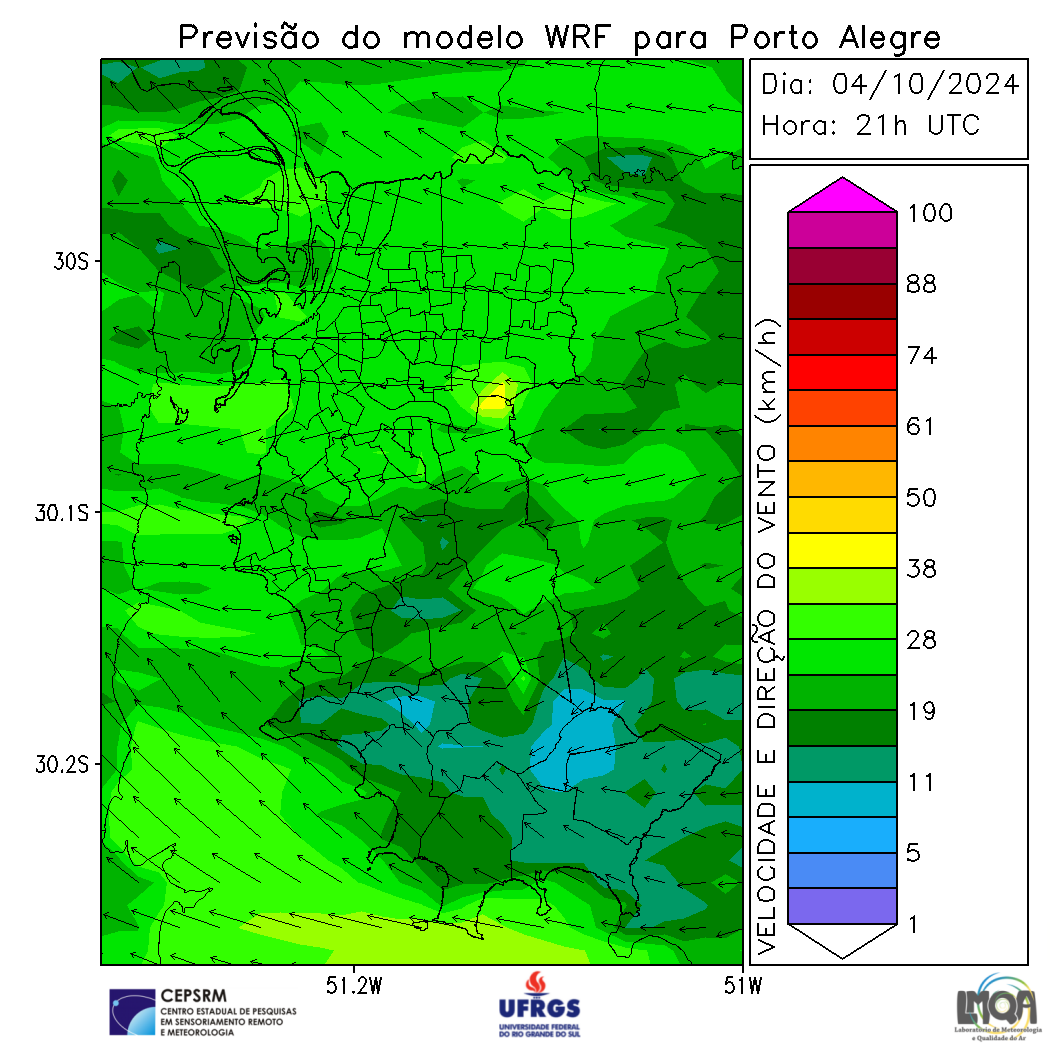 Previsão do modelo WRF para Porto Alegre
Dia: 04/10/2024
Hora: 21h UTC
30S
30.1S
30.2S
51.2W
51W
VELOCIDADE E DIREÇÃO DO VENTO (km/h)
100
88
74
61
50
38
28
19
11
5
1
CEPSRM
CENTRO ESTADUAL DE PESQUISAS
EM SENSORIAMENTO REMOTO
E METEOROLOGIA
UFRGS
UNIVERSIDADE FEDERAL
DO RIO GRANDE DO SUL
LMQA
Laboratório de Meteorologia
e Qualidade do Ar